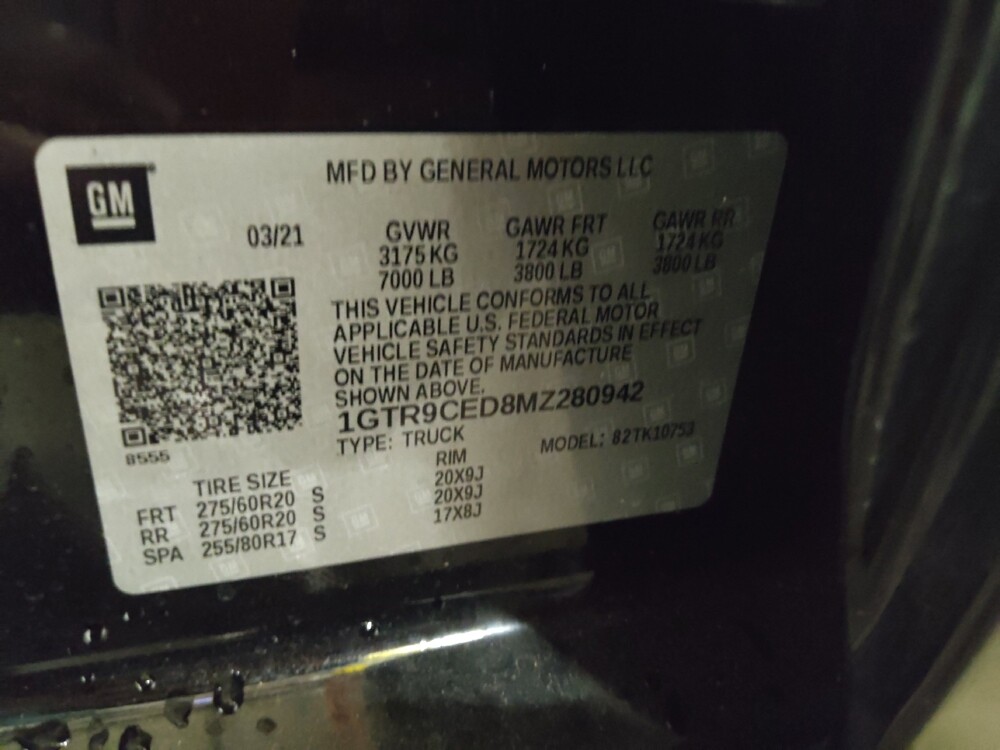 GM
MFD BY GENERAL MOTORS LLC
03/21
GVWR GAWR FRT GAWR RR
3175 KG 1724 KG 1724 KG
7000 LB 3800 LB 3800 LB
THIS VEHICLE CONFORMS TO ALL
APPLICABLE U.S. FEDERAL MOTOR
VEHICLE SAFETY STANDARDS IN EFFECT
ON THE DATE OF MANUFACTURE
SHOWN ABOVE.
1GTR9CED8MZ280942
TYPE: TRUCK MODEL: 82TK10753
8555
TIRE SIZE RIM
FRT 275/60R20 S 20X9J
RR 275/60R20 S 20X9J
SPA 255/80R17 S 17X8J